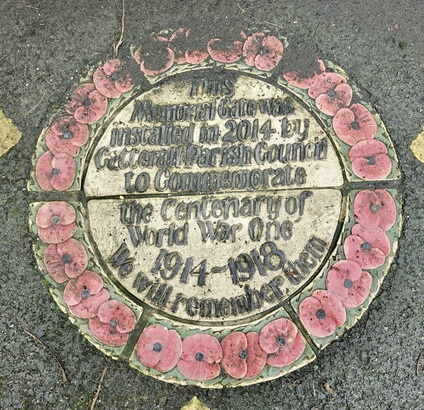 This
Memorial Gate was
installed in 2014 by
Catterall Parish Council
to Commemorate
the Centenary of
World War One
1914~1918
We will remember them